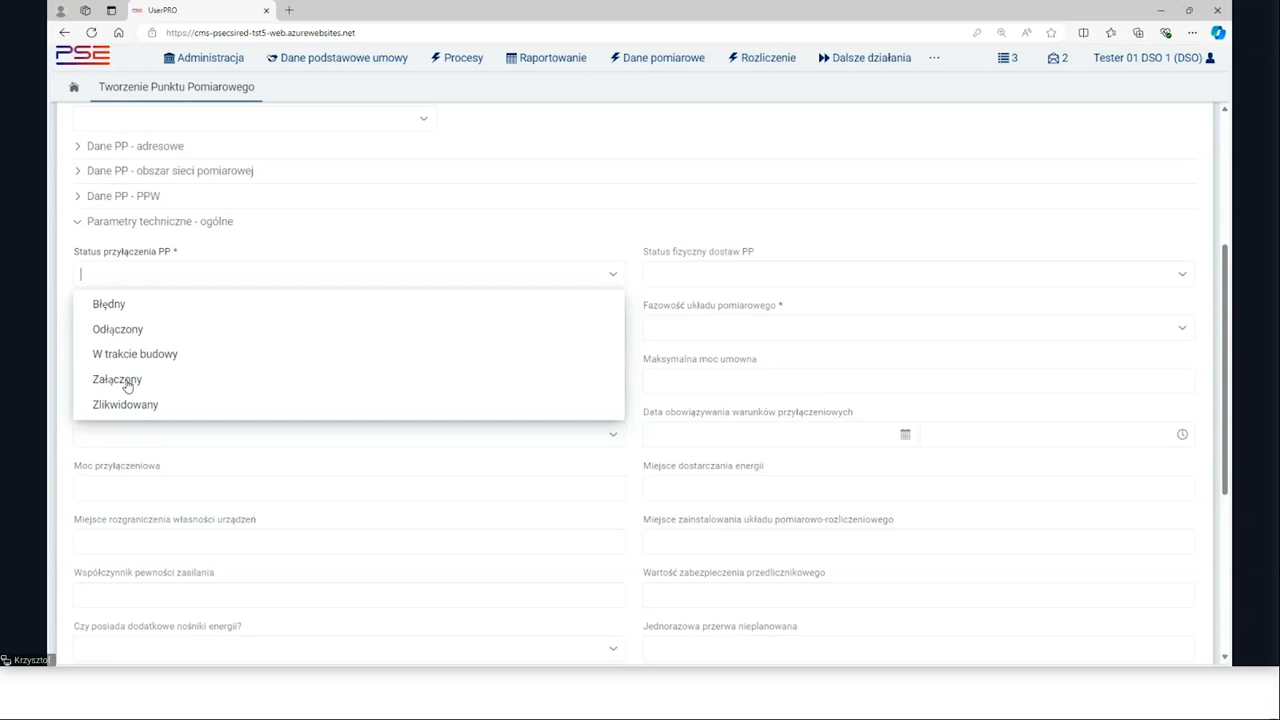 UserPRO
https://cms-psecsired-tst5-web.azurewebsites.net
PSE
Administracja
Dane podstawowe umowy
Procesy
Raportowanie
Dane pomiarowe
Rozliczenie
Dalsze działania
3
2
Tester 01 DSO 1 (DSO)
Tworzenie Punktu Pomiarowego
Dane PP - adresowe
Dane PP - obszar sieci pomiarowej
Dane PP - PPW
Parametry techniczne - ogólne
Status przyłączenia PP *
Status fizyczny dostaw PP
Błędny
Odłączony
W trakcie budowy
Załączony
Zlikwidowany
Fazowość układu pomiarowego *
Maksymalna moc umowna
Data obowiązywania warunków przyłączeniowych
Moc przyłączeniowa
Miejsce dostarczania energii
Miejsce rozgraniczenia własności urządzeń
Miejsce zainstalowania układu pomiarowo-rozliczeniowego
Współczynnik pewności zasilania
Wartość zabezpieczenia przedlicznikowego
Czy posiada dodatkowe nośniki energii?
Jednorazowa przerwa nieplanowana
Krzysztof